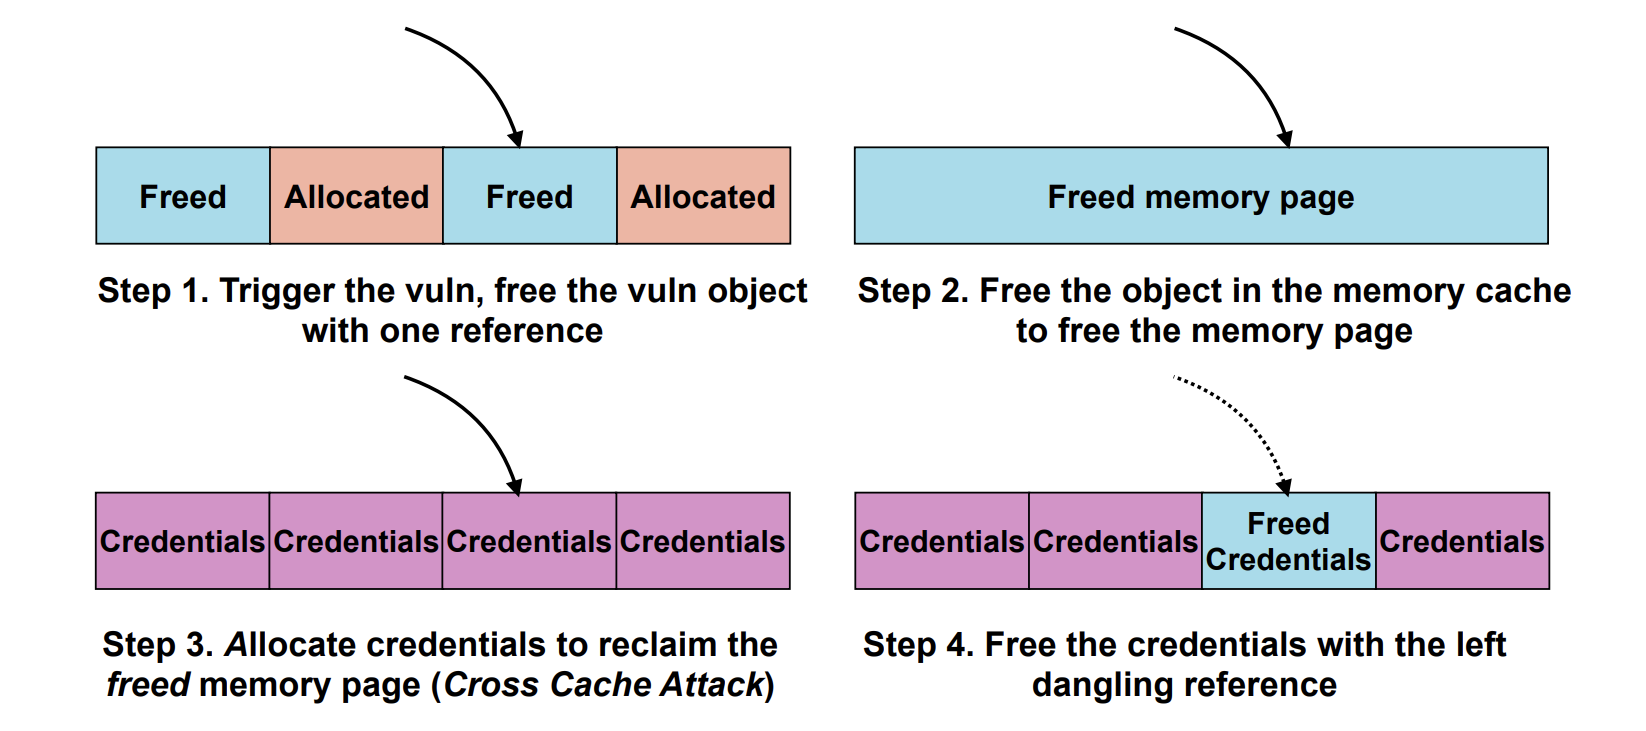 Freed
Allocated
Freed
Allocated
Step 1. Trigger the vuln, free the vuln object
with one reference
Freed memory page
Step 2. Free the object in the memory cache
to free the memory page
Credentials
Credentials
Credentials
Credentials
Step 3. Allocate credentials to reclaim the
freed memory page (Cross Cache Attack)
Credentials
Credentials
Freed
Credentials
Credentials
Step 4. Free the credentials with the left
dangling reference